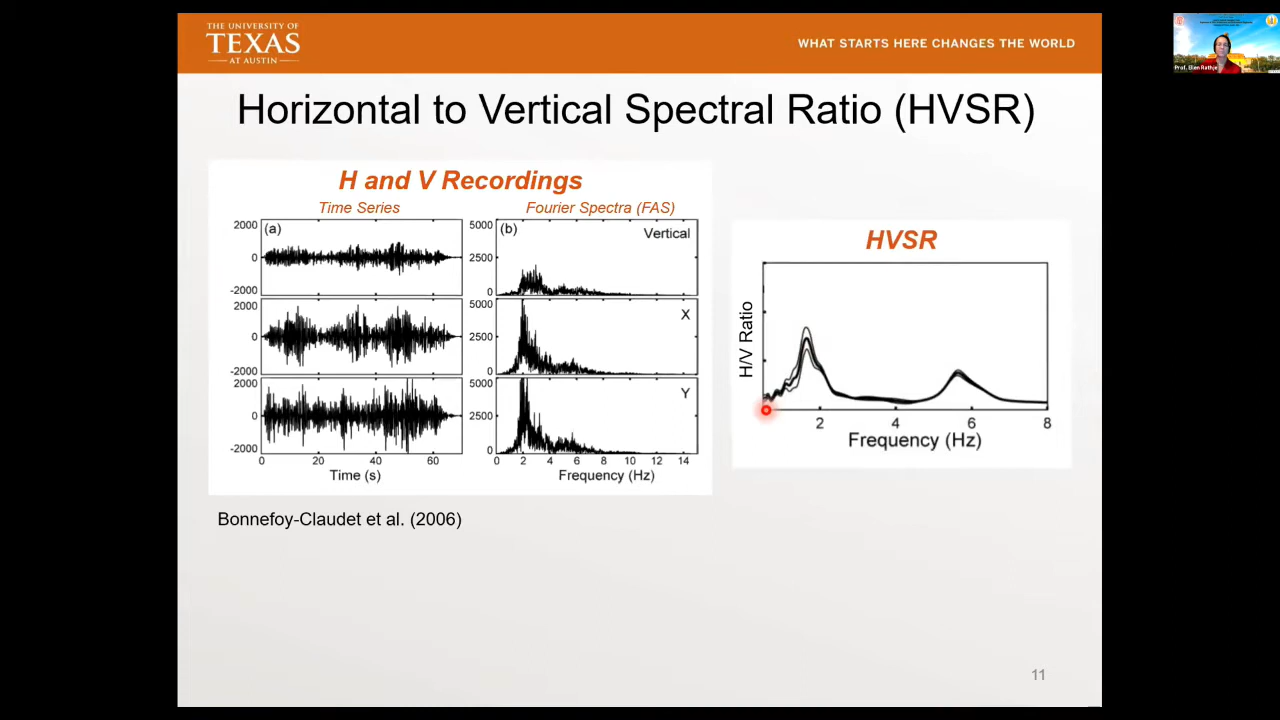 THE UNIVERSITY OF
TEXAS
AT AUSTIN
WHAT STARTS HERE CHANGES THE WORLD
Prof. Ellen Rathje
Horizontal to Vertical Spectral Ratio (HVSR)
H and V Recordings
Time Series
Fourier Spectra (FAS)
2000
0
-2000
(a)
5000
2500
(b)
Vertical
2000
0
-2000
5000
2500
0
X
2000
0
-2000
5000
2500
0
Y
0 20 40 60
Time (s)
0 2 4 6 8 10 12 14
Frequency (Hz)
HVSR
H/V Ratio
2 4 6 8
Frequency (Hz)
Bonnefoy-Claudet et al. (2006)
11